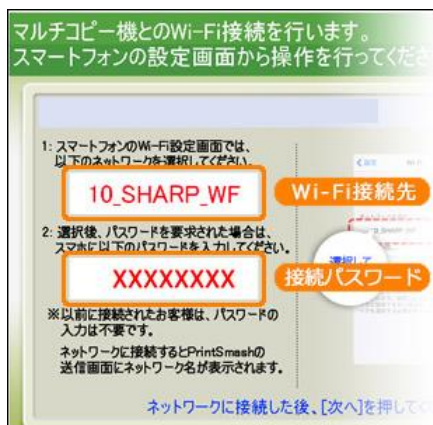 マルチコピー機とのWi-Fi接続を行います。
スマートフォンの設定画面から操作を行ってくださ
1: スマートフォンのWi-Fi設定画面では、
以下のネットワークを選択してください。
10_SHARP_WF
Wi-Fi接続先
2: 選択後、パスワードを要求された場合は、
スマホに以下のパスワードを入力してください。
選択して
XXXXXXXX
接続パスワード
※以前に接続されたお客様は、パスワードの
入力は不要です。
ネットワークに接続するとPrintSmashの
送信画面にネットワーク名が表示されます。
ネットワークに接続した後、[次へ]を押してく